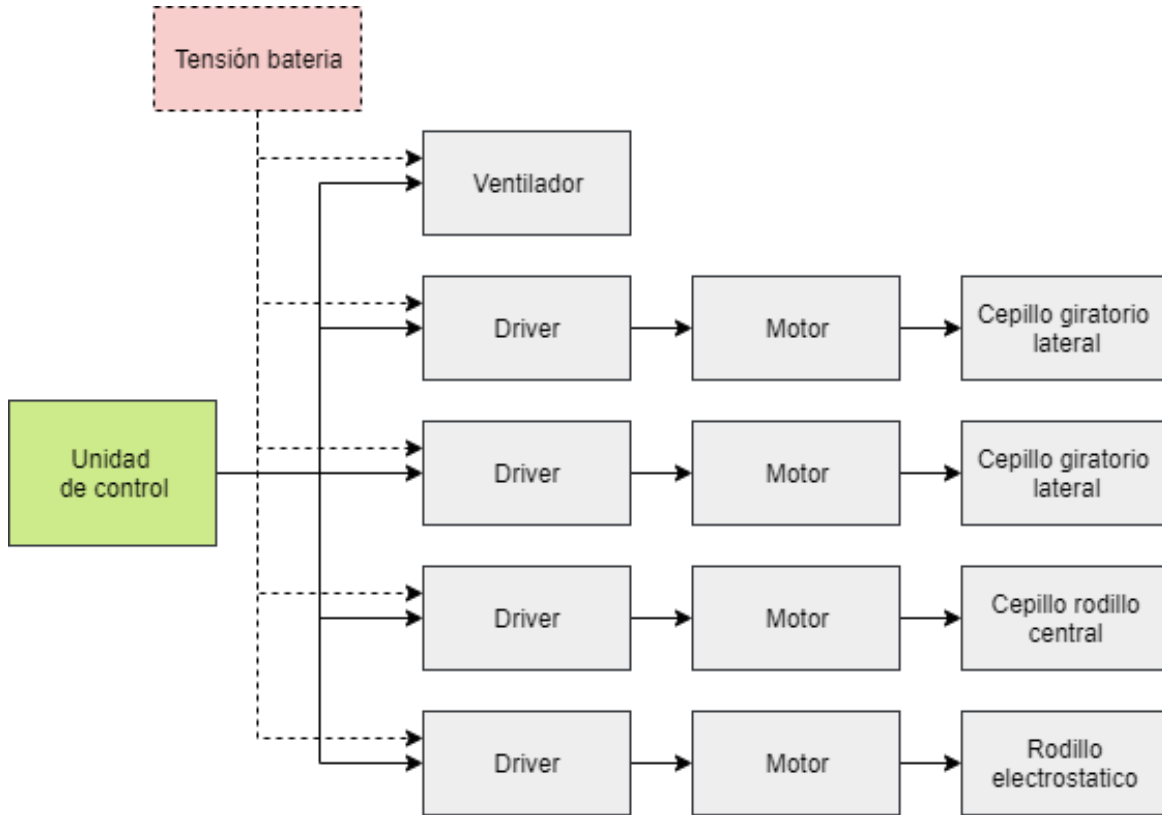 Tensión bateria
Ventilador
Driver
Motor
Cepillo giratorio
lateral
Unidad
de control
Driver
Motor
Cepillo giratorio
lateral
Driver
Motor
Cepillo rodillo
central
Driver
Motor
Rodillo
electrostatico